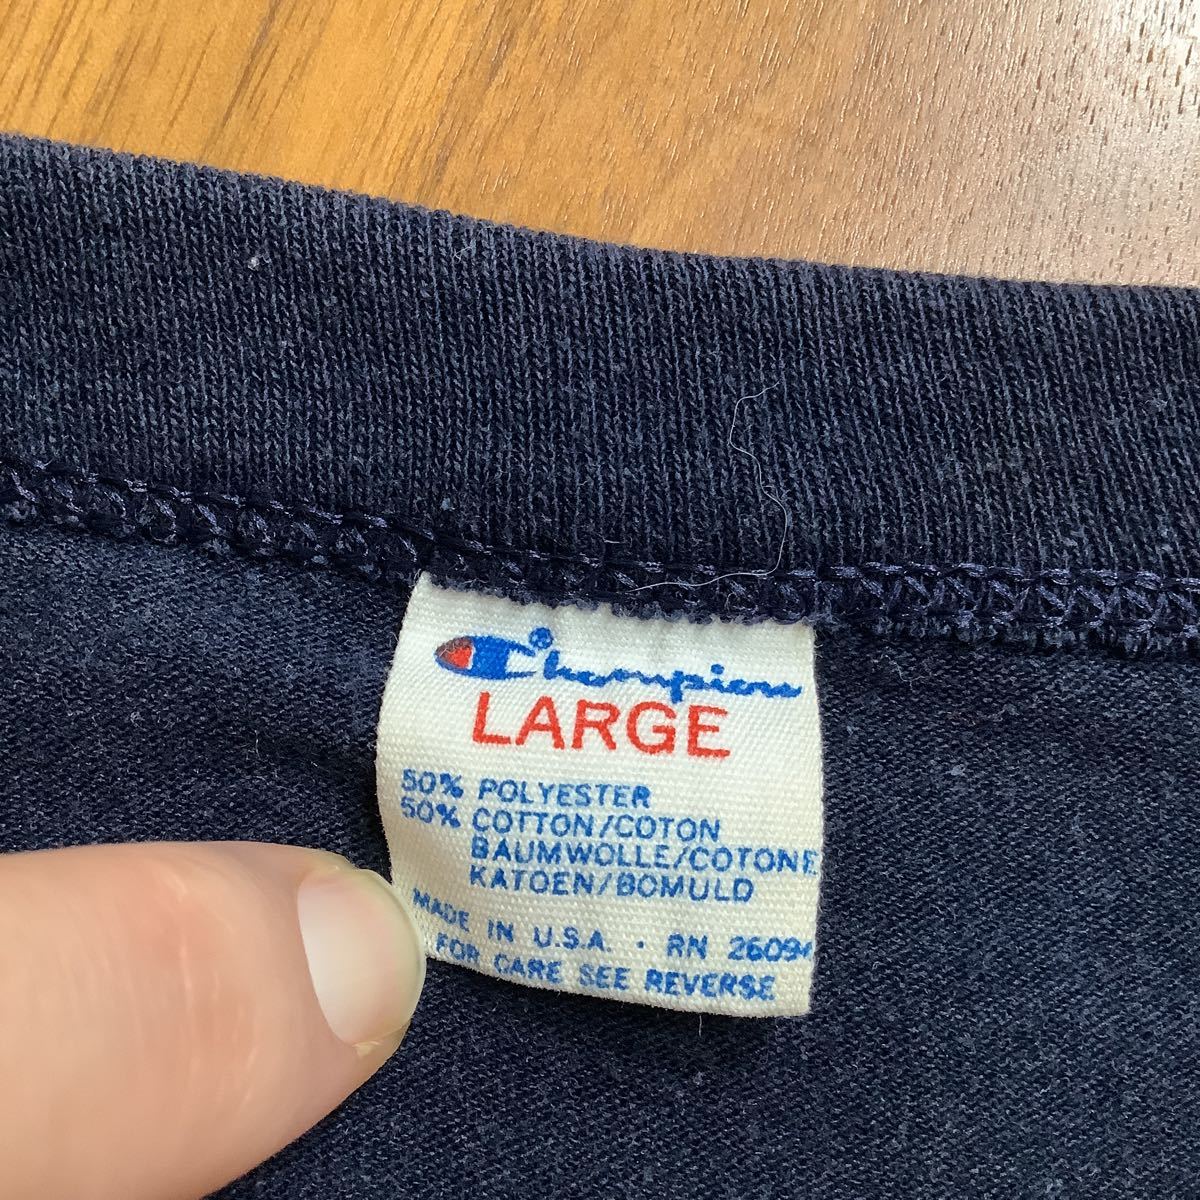 Champion®
LARGE
50% POLYESTER
50% COTTON/COTON
BAUMWOLLE/COTONE
KATOEN/BOMULD
MADE IN U.S.A. · RN 26094
FOR CARE SEE REVERSE